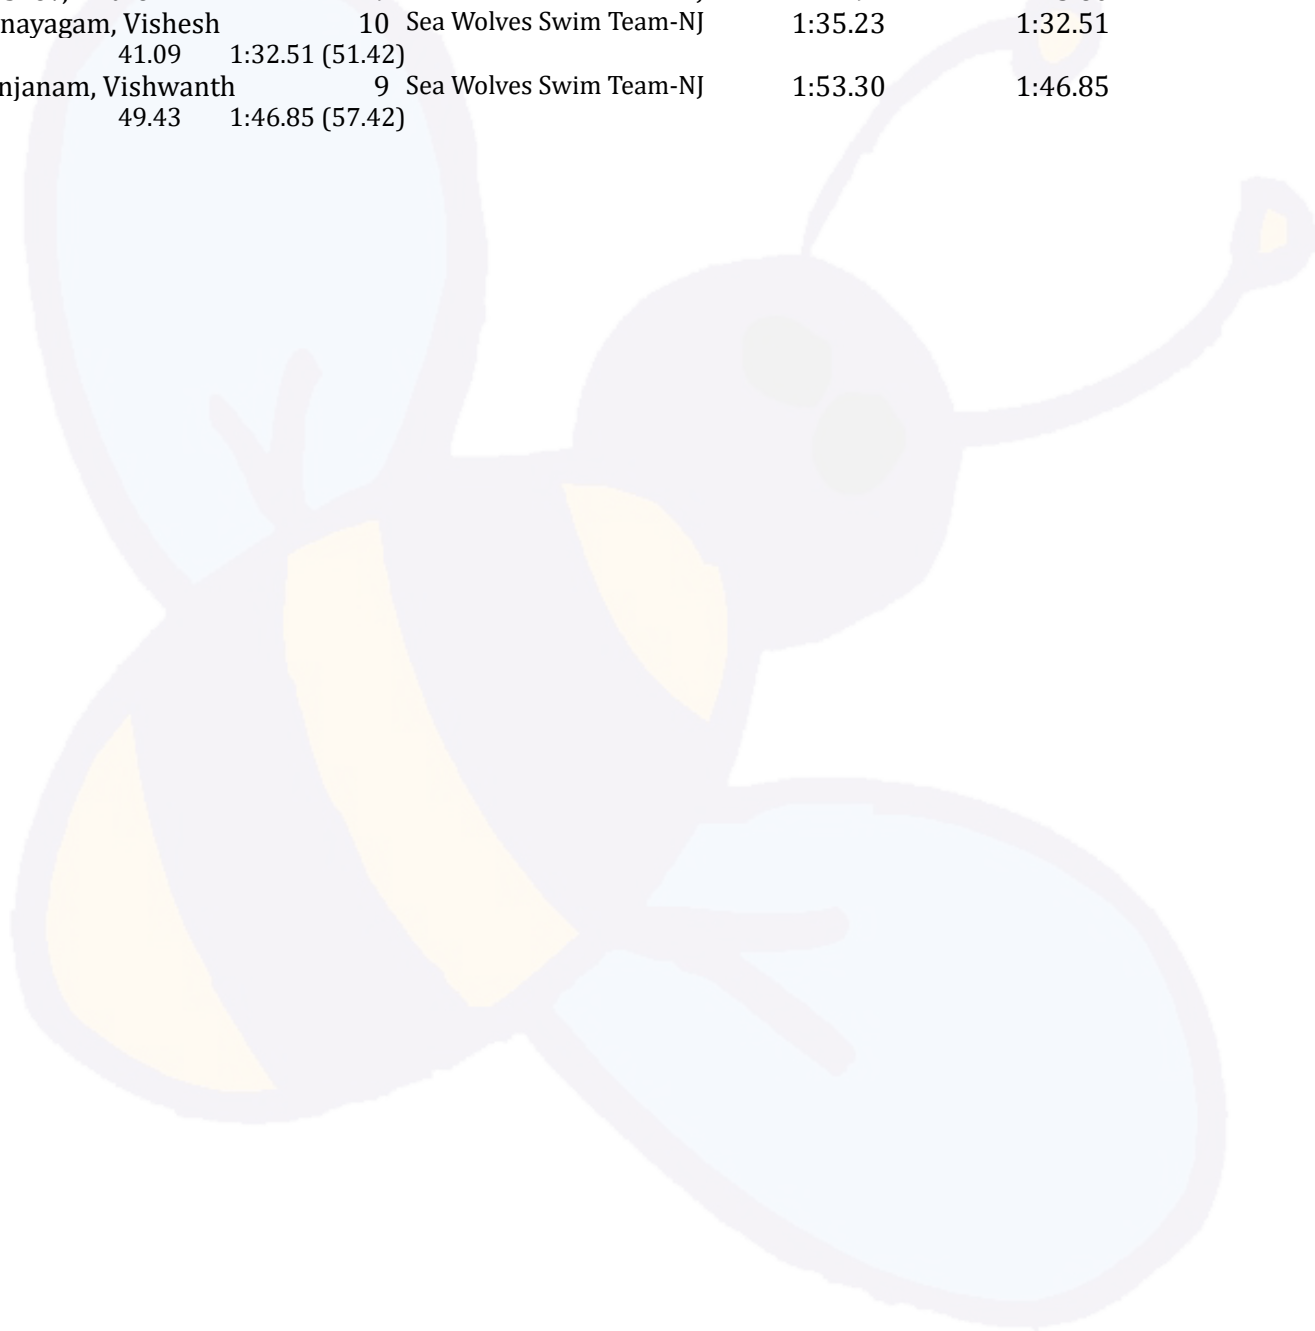 nayagam, Vishesh 10 Sea Wolves Swim Team-NJ 1:35.23 1:32.51
41.09 1:32.51 (51.42)
njanam, Vishwanth 9 Sea Wolves Swim Team-NJ 1:53.30 1:46.85
49.43 1:46.85 (57.42)